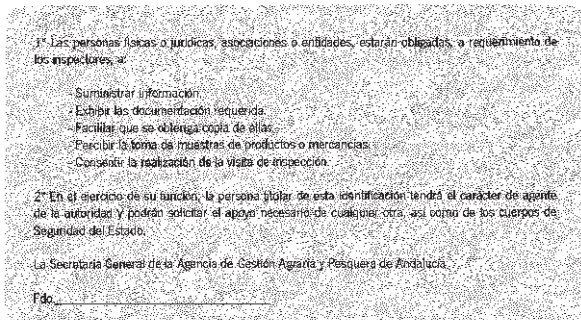 1º Las personas físicas o jurídicas, asociaciones o entidades, estarán obligadas, a requerimiento de
los inspectores, a:
- Suministrar información.
- Exhibir las documentación requerida.
- Facilitar que se obtenga copia de ellas.
- Percibir la toma de muestras de productos o mercancías.
- Consentir la realización de la visita de inspección.
2º En el ejercicio de su función, la persona titular de esta identificación tendrá el carácter de agente
de la autoridad y podrán solicitar el apoyo necesario de cualquier otra, así como de los cuerpos de
Seguridad del Estado.
La Secretaria General de la Agencia de Gestión Agraria y Pesquera de Andalucía
Fdo.